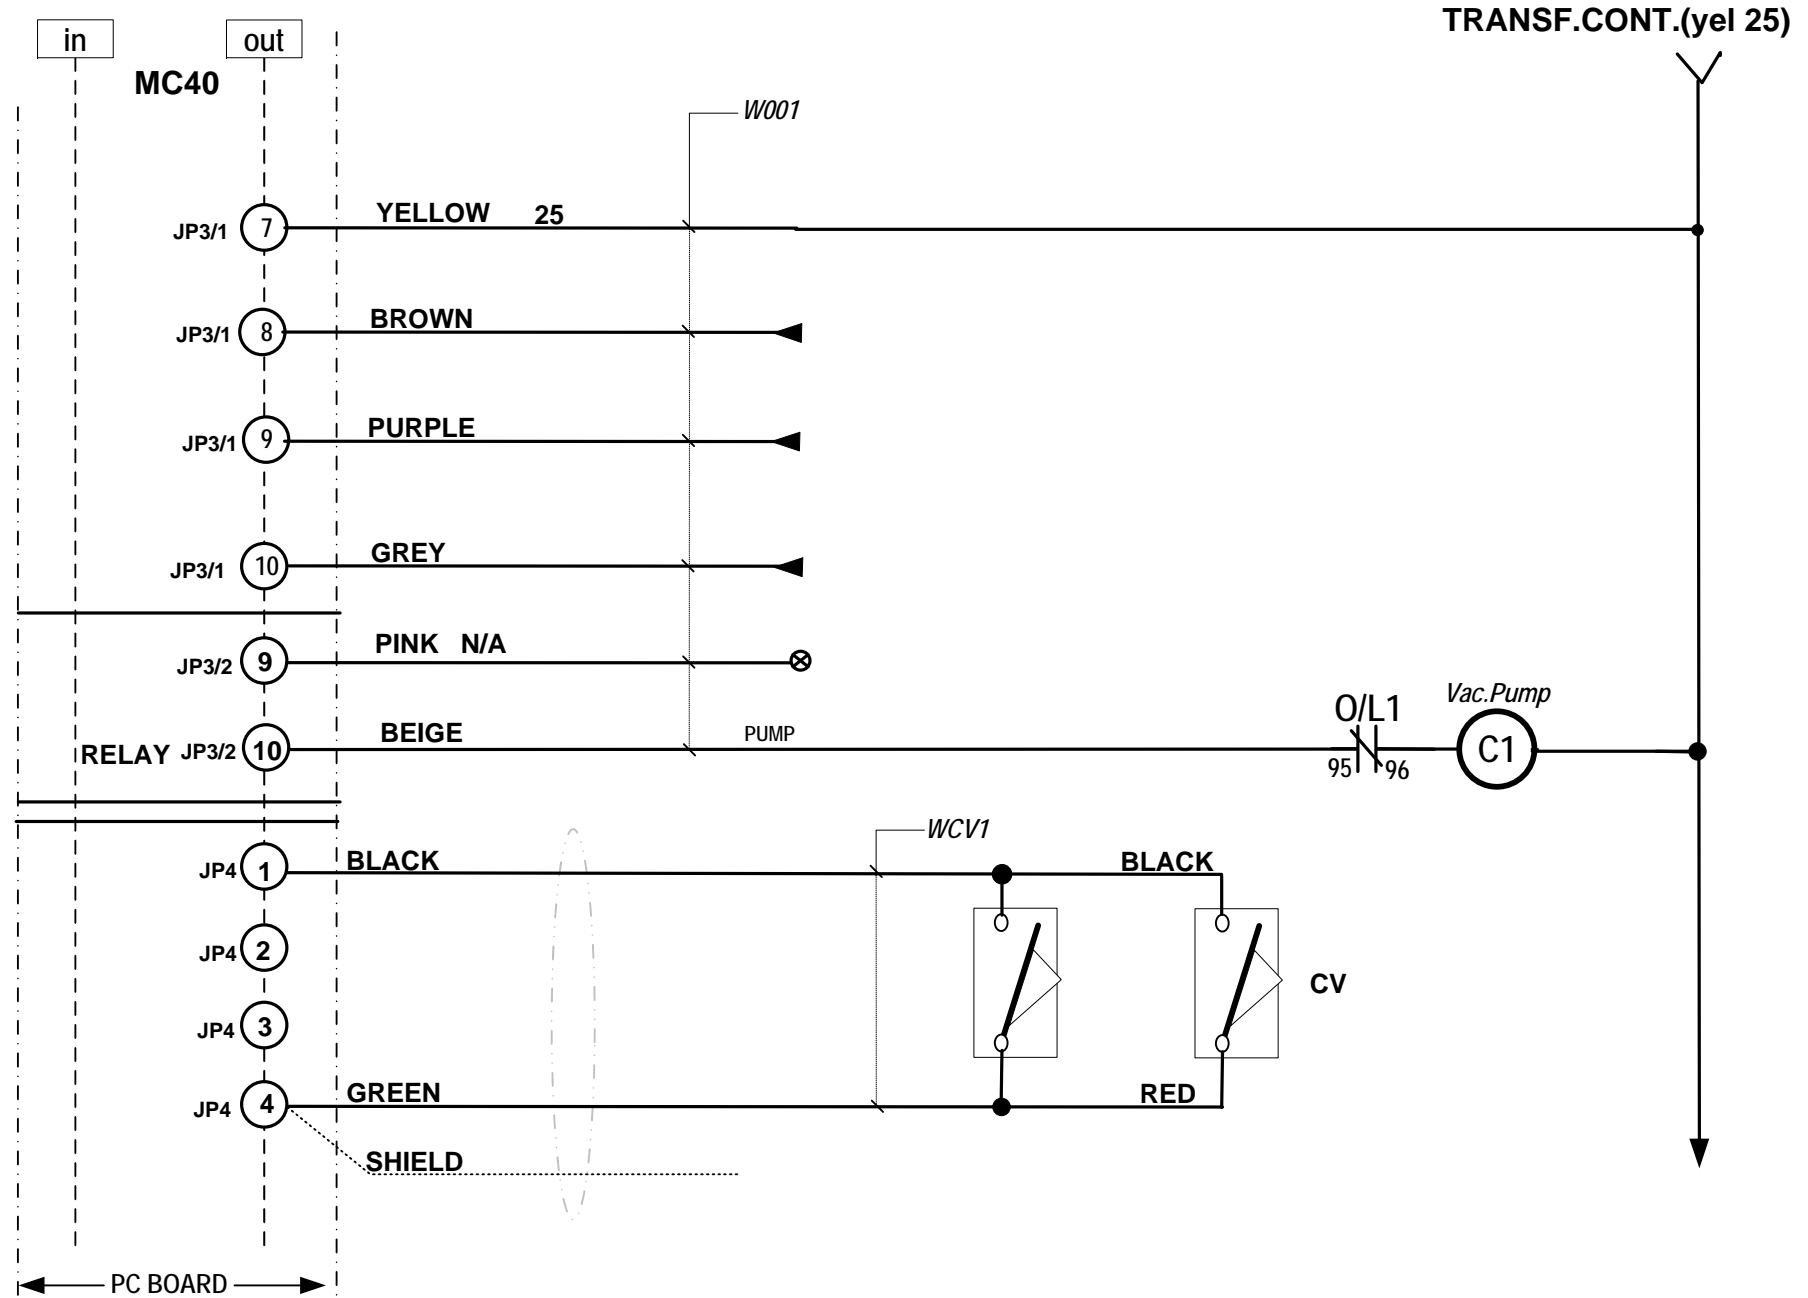 TRANSF.CONT.(yel 25)
in out
MC40
W001
YELLOW 25
JP3/1 7
BROWN
JP3/1 8
PURPLE
JP3/1 9
GREY
JP3/1 10
PINK N/A
JP3/2 9
Vac.Pump
O/L1
BEIGE PUMP
RELAY JP3/2 10 C1
95 96
WCV1
BLACK BLACK
JP4 1
JP4 2
CV
JP4 3
GREEN RED
JP4 4
SHIELD
PC BOARD